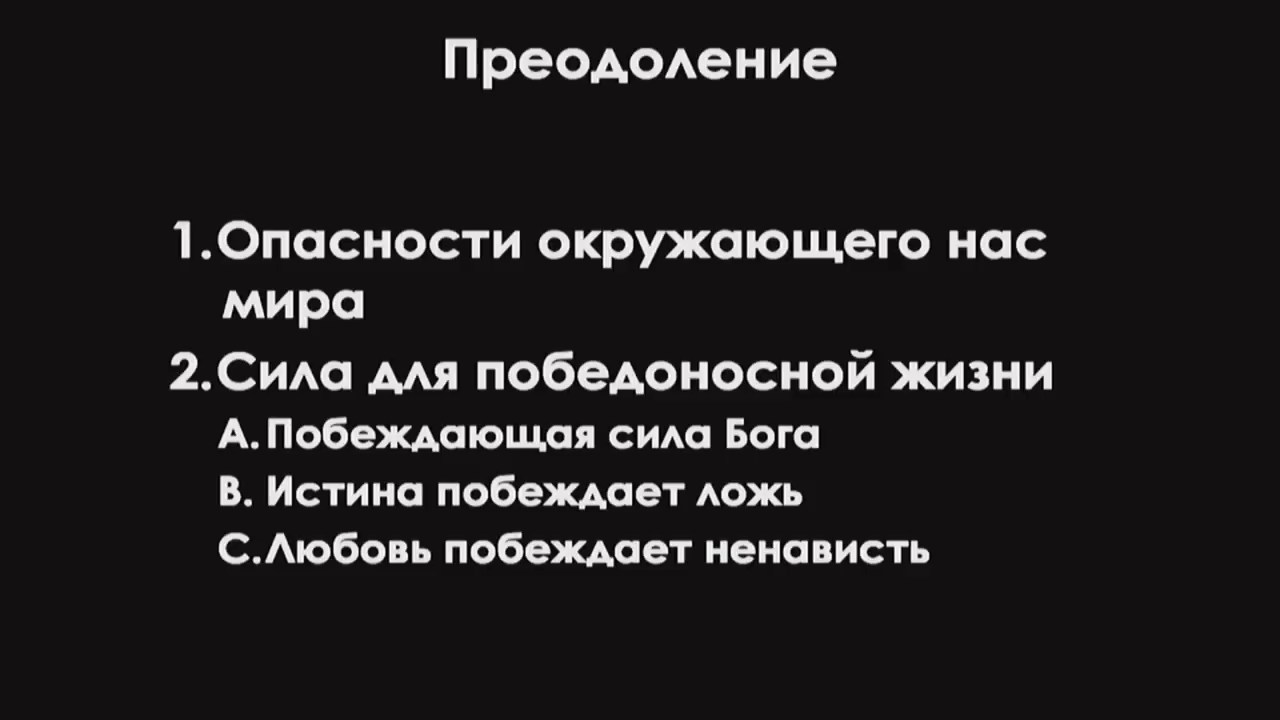 Преодоление
1.Опасности окружающего нас
мира
2.Сила для победоносной жизни
A.Побеждающая сила Бога
B. Истина побеждает ложь
C.Любовь побеждает ненависть